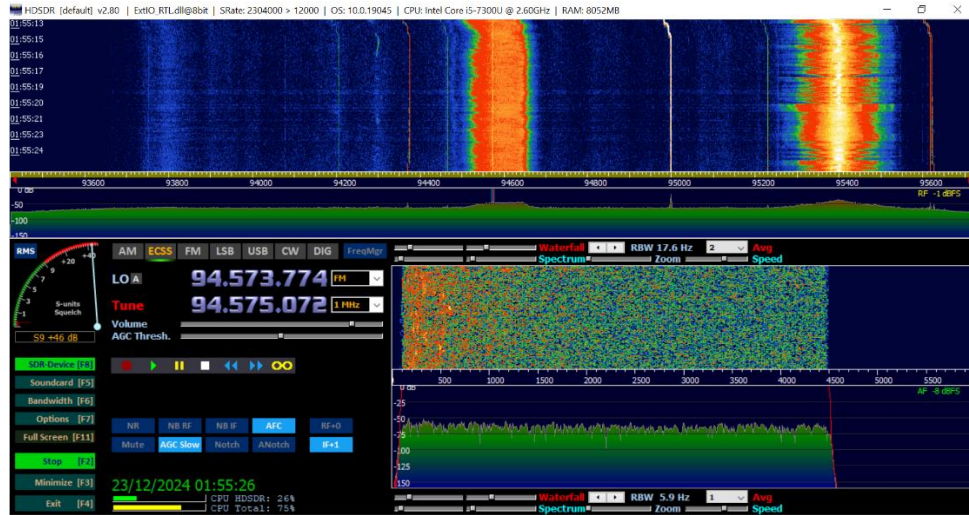 HDSDR [default] v2.80 | ExtIO_RTL.dll@8bit | SRate: 2304000 > 12000 | OS: 10.0.19045 | CPU: Intel Core i5-7300U @ 2.60GHz | RAM: 8052MB
01:55:13
01:55:15
01:55:16
01:55:17
01:55:19
01:55:20
01:55:21
01:55:23
01:55:24
93600 93800 94000 94200 94400 94600 94800 95000 95200 95400 95600
0 dB
RF -1 dBFS
-50
-100
-150
RMS
AM ECSS FM LSB USB CW DIG FreqMgr
Waterfall RBW 17.6 Hz 2 Avg
Spectrum Zoom Speed
+20 +40
9
7
5
3
1
S-units
Squelch
S9 +46 dB
LO A 94.573.774 FM
Tune 94.575.072 1 MHz
Volume
AGC Thresh.
SDR-Device [F8]
Soundcard [F5]
Bandwidth [F6]
Options [F7]
Full Screen [F11]
Stop [F2]
Minimize [F3]
Exit [F4]
NR NB RF NB IF AFC RF+0
Mute AGC Slow Notch ANotch IF+1
23/12/2024 01:55:26
CPU HDSDR: 26%
CPU Total: 75%
500 1000 1500 2000 2500 3000 3500 4000 4500 5000 5500
0 dB
AF -8 dBFS
-25
-50
-75
-100
-125
-150
Waterfall RBW 5.9 Hz 1 Avg
Spectrum Zoom Speed